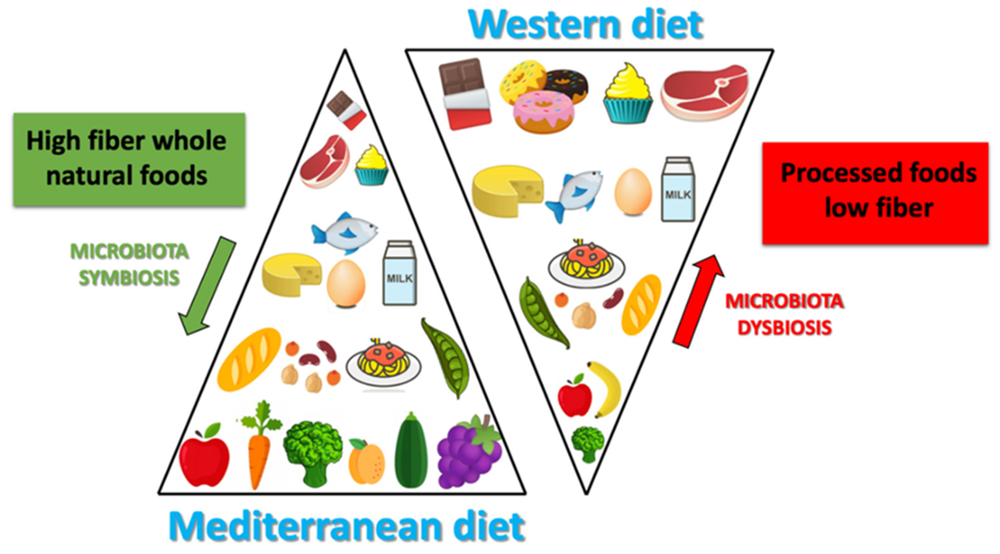 Western diet
High fiber whole
natural foods
MICROBIOTA
SYMBIOSIS
MILK
Mediterranean diet
MILK
Processed foods
low fiber
MICROBIOTA
DYSBIOSIS